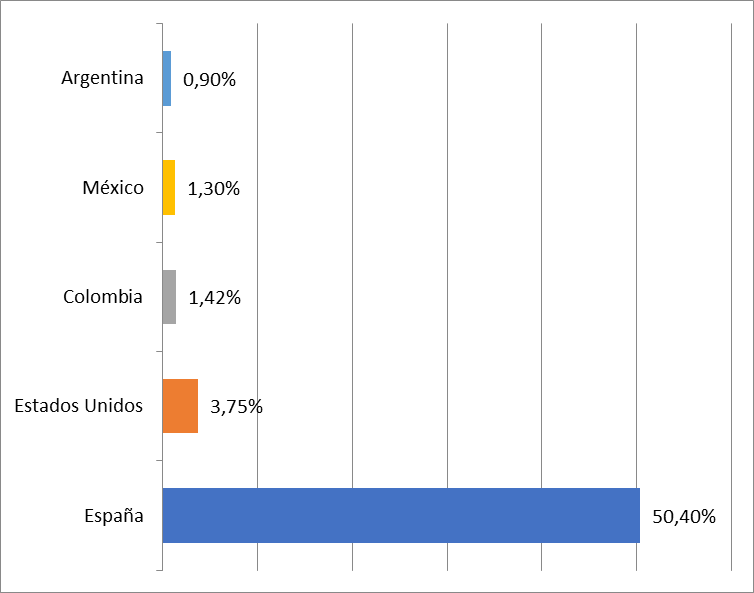 Argentina 0,90%
México 1,30%
Colombia 1,42%
Estados Unidos 3,75%
España 50,40%